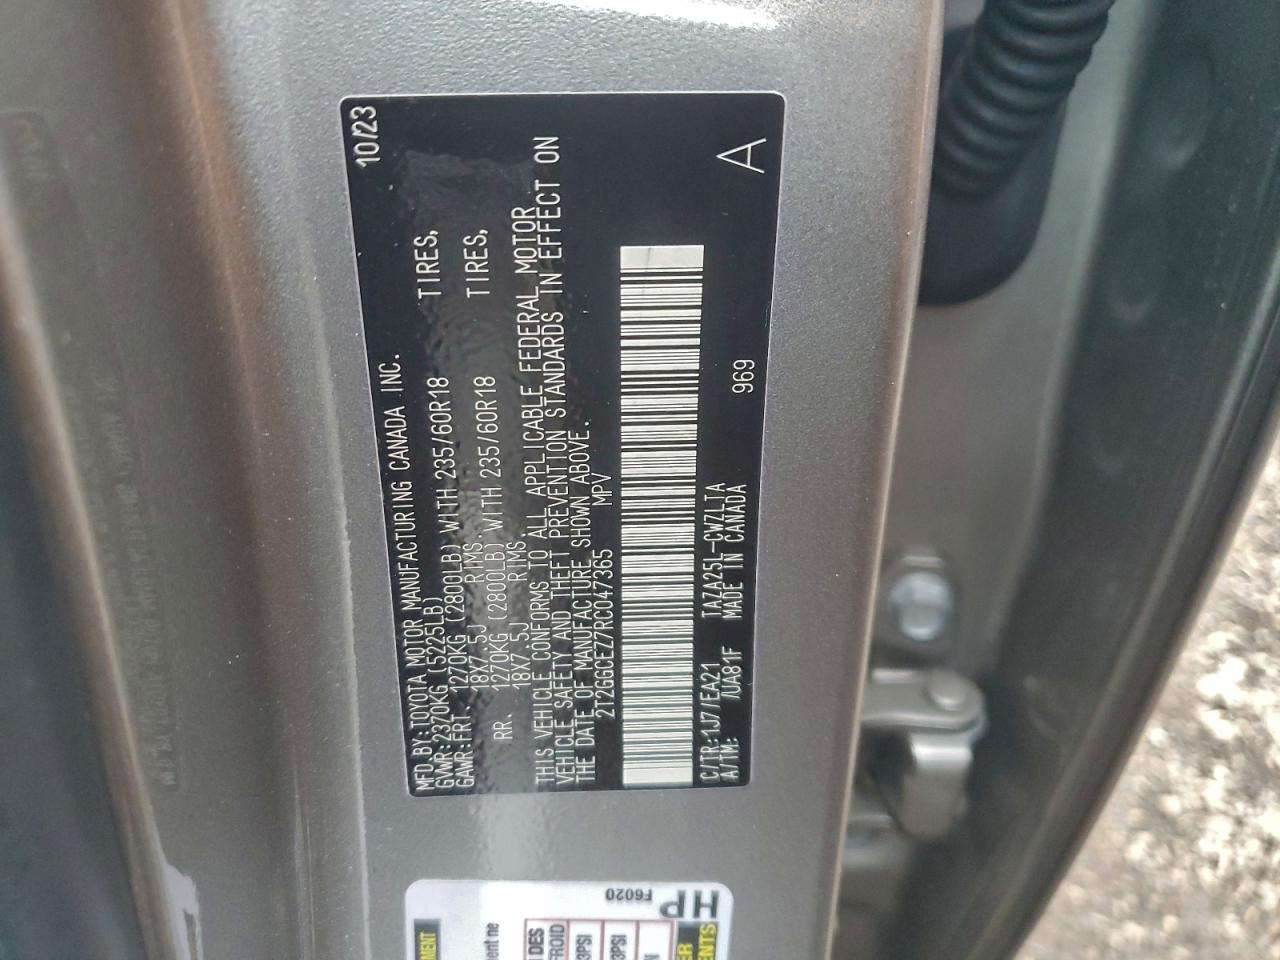 MFD.BY:TOYOTA MOTOR MANUFACTURING CANADA INC. 10/23
GVWR:2370KG (5225LB)
GAWR:FRT. 1270KG (2800LB) WITH 235/60R18 TIRES,
18X7.5J RIMS,
RR. 1270KG (2800LB) WITH 235/60R18 TIRES,
18X7.5J RIMS
THIS VEHICLE CONFORMS TO ALL APPLICABLE FEDERAL MOTOR
VEHICLE SAFETY AND THEFT PREVENTION STANDARDS IN EFFECT ON
THE DATE OF MANUFACTURE SHOWN ABOVE.
2T2GGCEZ7RC047365 MPV
C/TR:1J7/EA21 TAZA25L-CWZLTA 969 A
A/TM: /UA81F MADE IN CANADA
F6020
HP